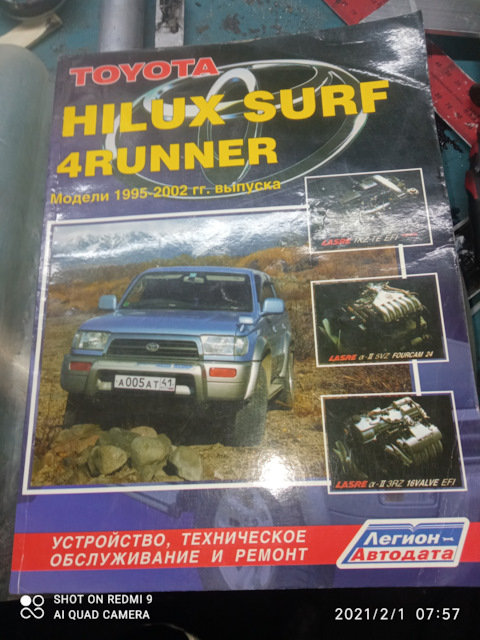 TOYOTA
HILUX SURF
4RUNNER
Модели 1995-2002 гг. выпуска
LASRE 1KZ-TE EFI
LASRE α-II 5VZ FOURCAM 24
А005АТ 41
LASRE α-II 3RZ 16VALVE EFI
УСТРОЙСТВО, ТЕХНИЧЕСКОЕ
ОБСЛУЖИВАНИЕ И РЕМОНТ
Легион
Автодата
SHOT ON REDMI 9
AI QUAD CAMERA
2021/2/1 07:57